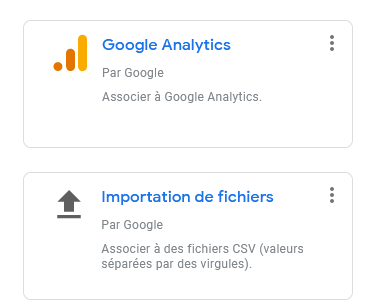 Google Analytics
Par Google
Associer à Google Analytics.
Importation de fichiers
Par Google
Associer à des fichiers CSV (valeurs
séparées par des virgules).